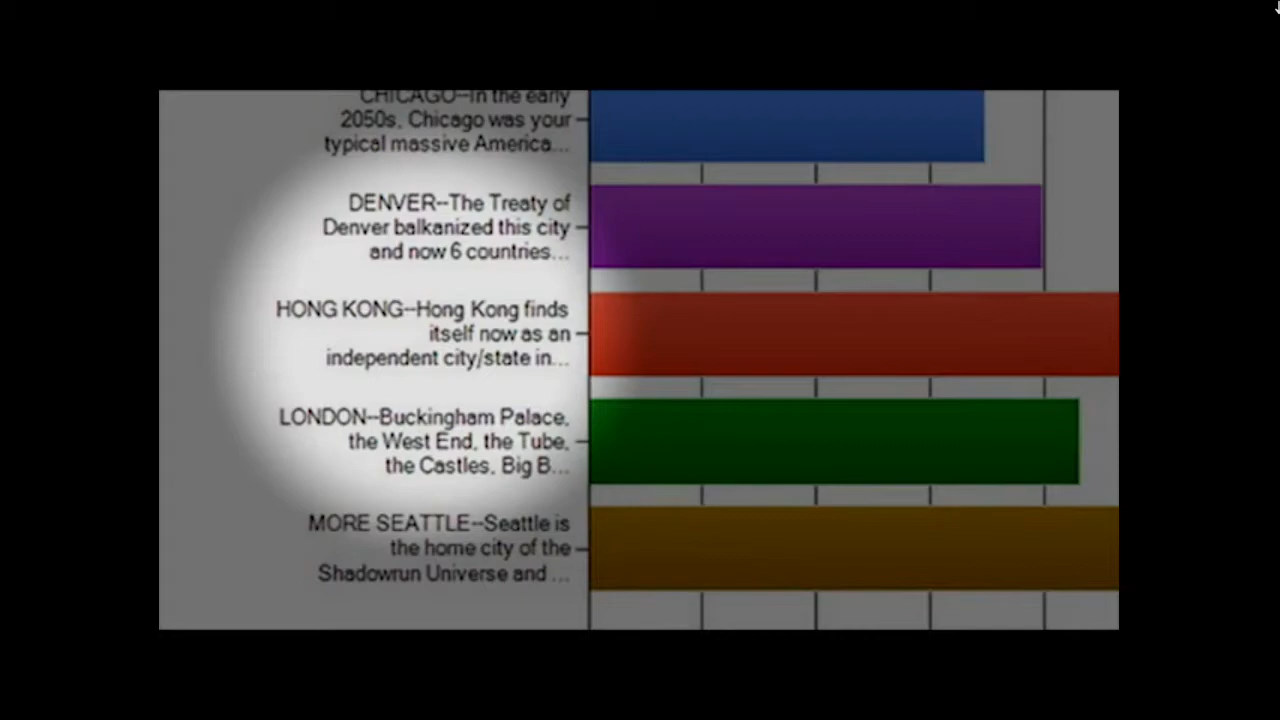 CHICAGO--In the early
2050s, Chicago was your
typical massive America...
DENVER--The Treaty of
Denver balkanized this city
and now 6 countries...
HONG KONG--Hong Kong finds
itself now as an
independent city/state in...
LONDON--Buckingham Palace,
the West End, the Tube,
the Castles, Big B...
MORE SEATTLE--Seattle is
the home city of the
Shadowrun Universe and ...